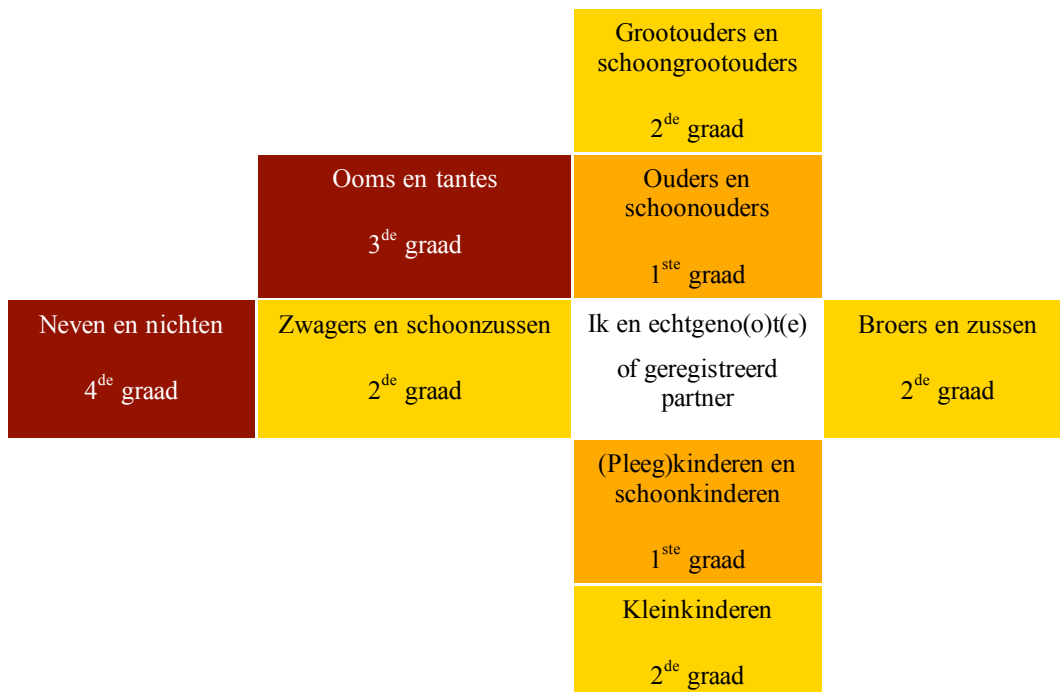 Grootouders en
schoongrootouders
2de graad
Ooms en tantes
3de graad
Ouders en
schoonouders
1ste graad
Neven en nichten
4de graad
Zwagers en schoonzussen
2de graad
Ik en echtgeno(o)t(e)
of geregistreerd
partner
Broers en zussen
2de graad
(Pleeg)kinderen en
schoonkinderen
1ste graad
Kleinkinderen
2de graad